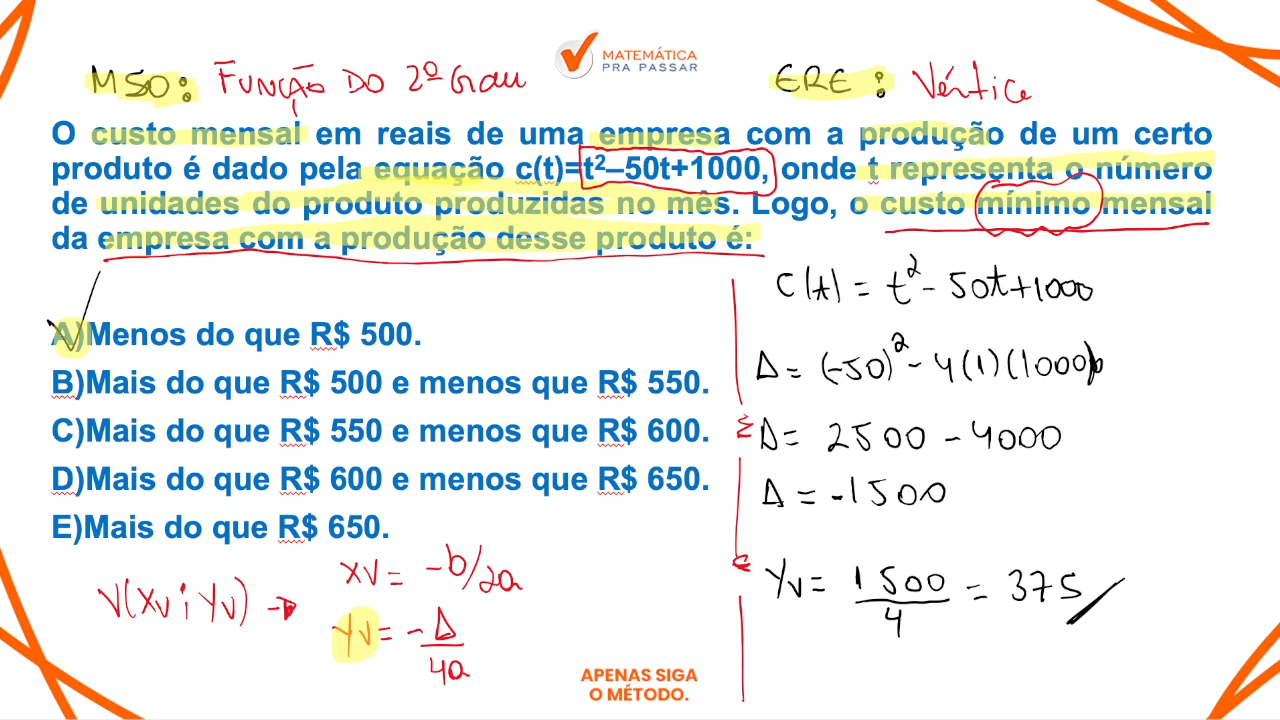 MATEMÁTICA
PRA PASSAR
MSO: FUNÇÃO DO 2º Grau
ERE: Vértice
O custo mensal em reais de uma empresa com a produção de um certo
produto é dado pela equação c(t)=t²–50t+1000, onde t representa o número
de unidades do produto produzidas no mês. Logo, o custo mínimo mensal
da empresa com a produção desse produto é:
A)Menos do que R$ 500.
B)Mais do que R$ 500 e menos que R$ 550.
C)Mais do que R$ 550 e menos que R$ 600.
D)Mais do que R$ 600 e menos de R$ 650.
E)Mais do que R$ 650.
V(XV; YV) →
XV = -b/2a
YV = -Δ/4a
C(t) = t² - 50t+1000
Δ = (-50)² - 4(1)(1000)
Δ = 2500 - 4000
Δ = -1500
YV = 1500/4 = 375
APENAS SIGA
O MÉTODO.